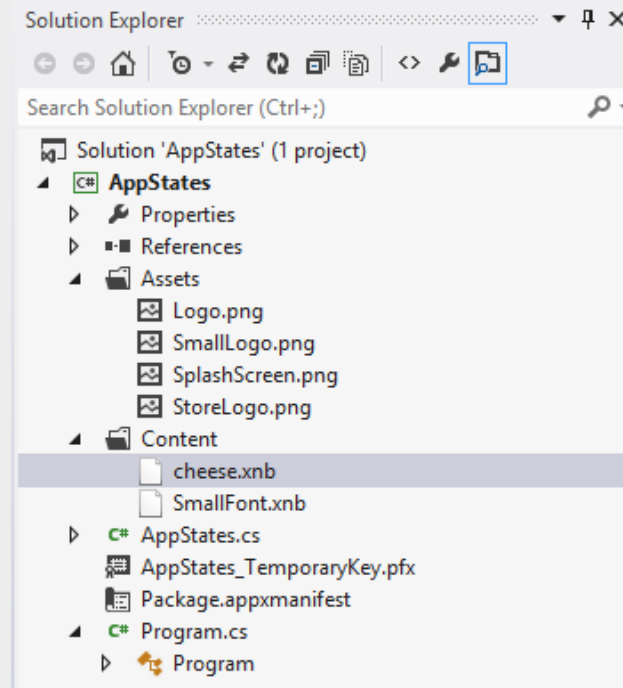 Solution Explorer
Search Solution Explorer (Ctrl+;)
Solution 'AppStates' (1 project)
C# AppStates
Properties
References
Assets
Logo.png
SmallLogo.png
SplashScreen.png
StoreLogo.png
Content
cheese.xnb
SmallFont.xnb
C# AppStates.cs
AppStates_TemporaryKey.pfx
Package.appxmanifest
C# Program.cs
Program